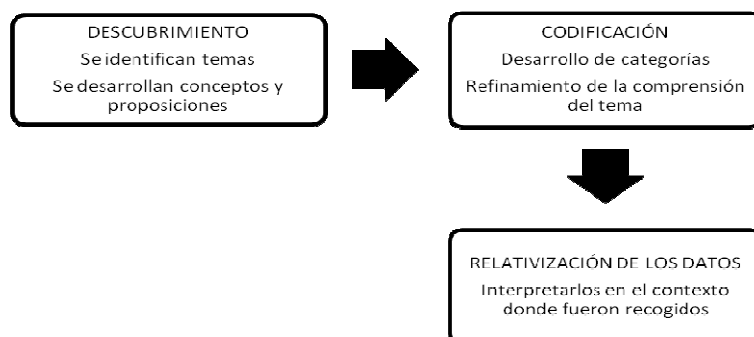 DESCUBRIMIENTO
Se identifican temas
Se desarrollan conceptos y
proposiciones
CODIFICACIÓN
Desarrollo de categorías
Refinamiento de la comprensión
del tema
RELATIVIZACIÓN DE LOS DATOS
Interpretarlos en el contexto
donde fueron recogidos